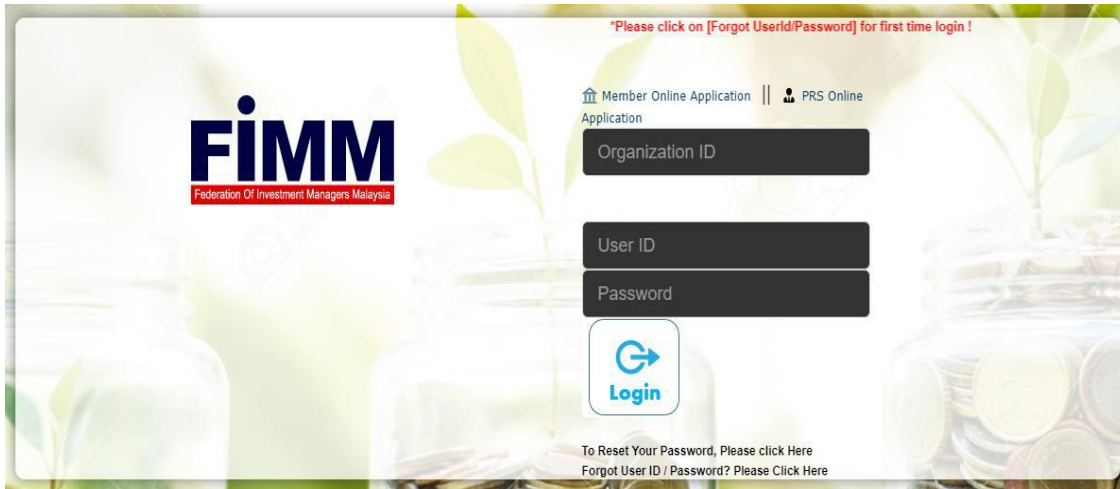 *Please click on [Forgot UserId/Password] for first time login !
Member Online Application || PRS Online
Application
FiMM
Federation Of Investment Managers Malaysia
Organization ID
User ID
Password
Login
To Reset Your Password, Please click Here
Forgot User ID / Password? Please Click Here